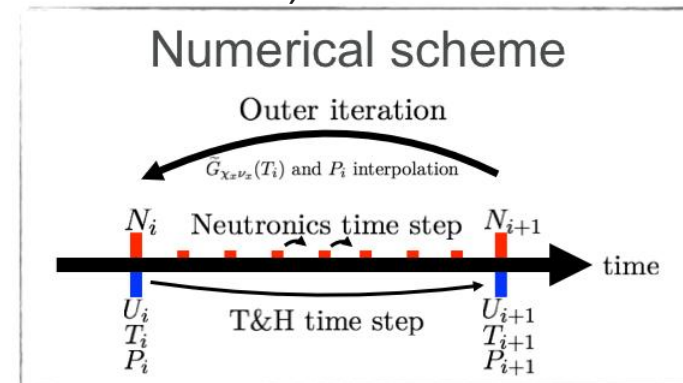 Numerical scheme
Outer iteration
G̃χₓνₓ(Tᵢ) and Pᵢ interpolation
Nᵢ Neutronics time step Nᵢ₊₁
time
Uᵢ T&H time step Uᵢ₊₁
Tᵢ Tᵢ₊₁
Pᵢ Pᵢ₊₁